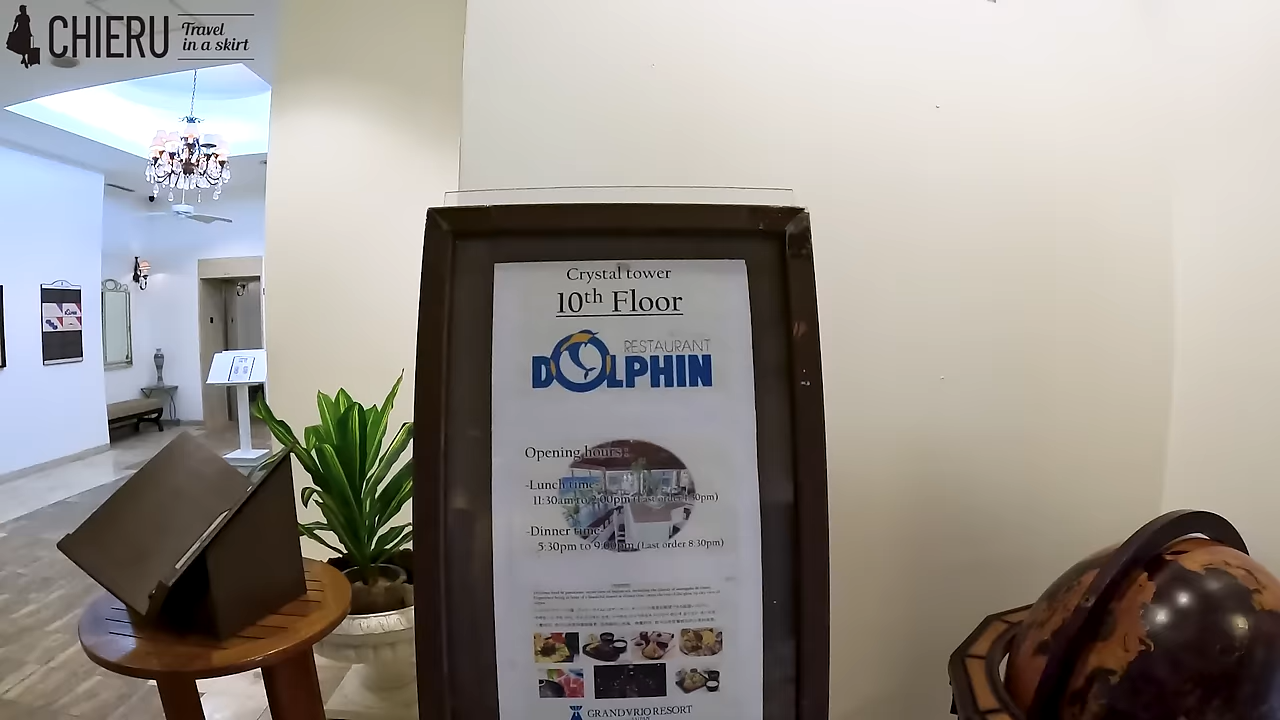 CHIERU
Travel
in a skirt
Crystal tower
10th Floor
RESTAURANT
DOLPHIN
Opening hours:
-Lunch time:
11:30am to 2:00pm (Last order 1:30pm)
-Dinner time:
5:30pm to 9:00pm (Last order 8:30pm)
GRANDVRIO RESORT
DOLPHIN